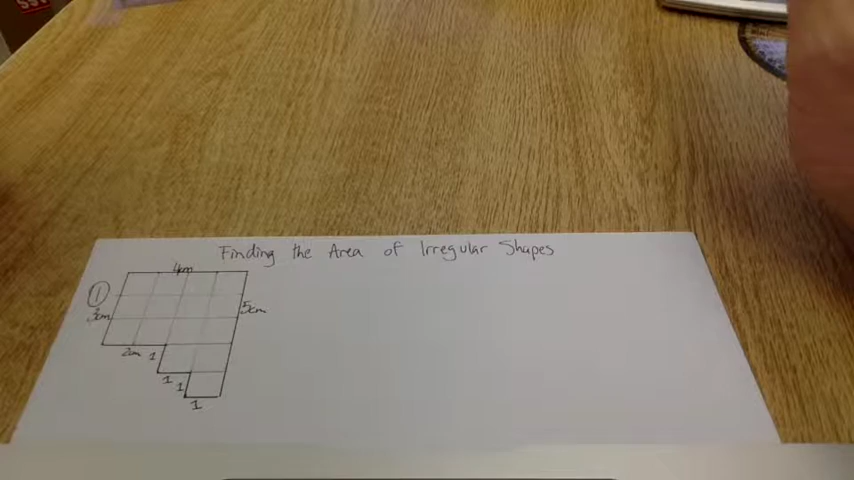 Finding the Area of Irregular Shapes
4cm
1
3cm
5cm
2cm 1
1 1
1